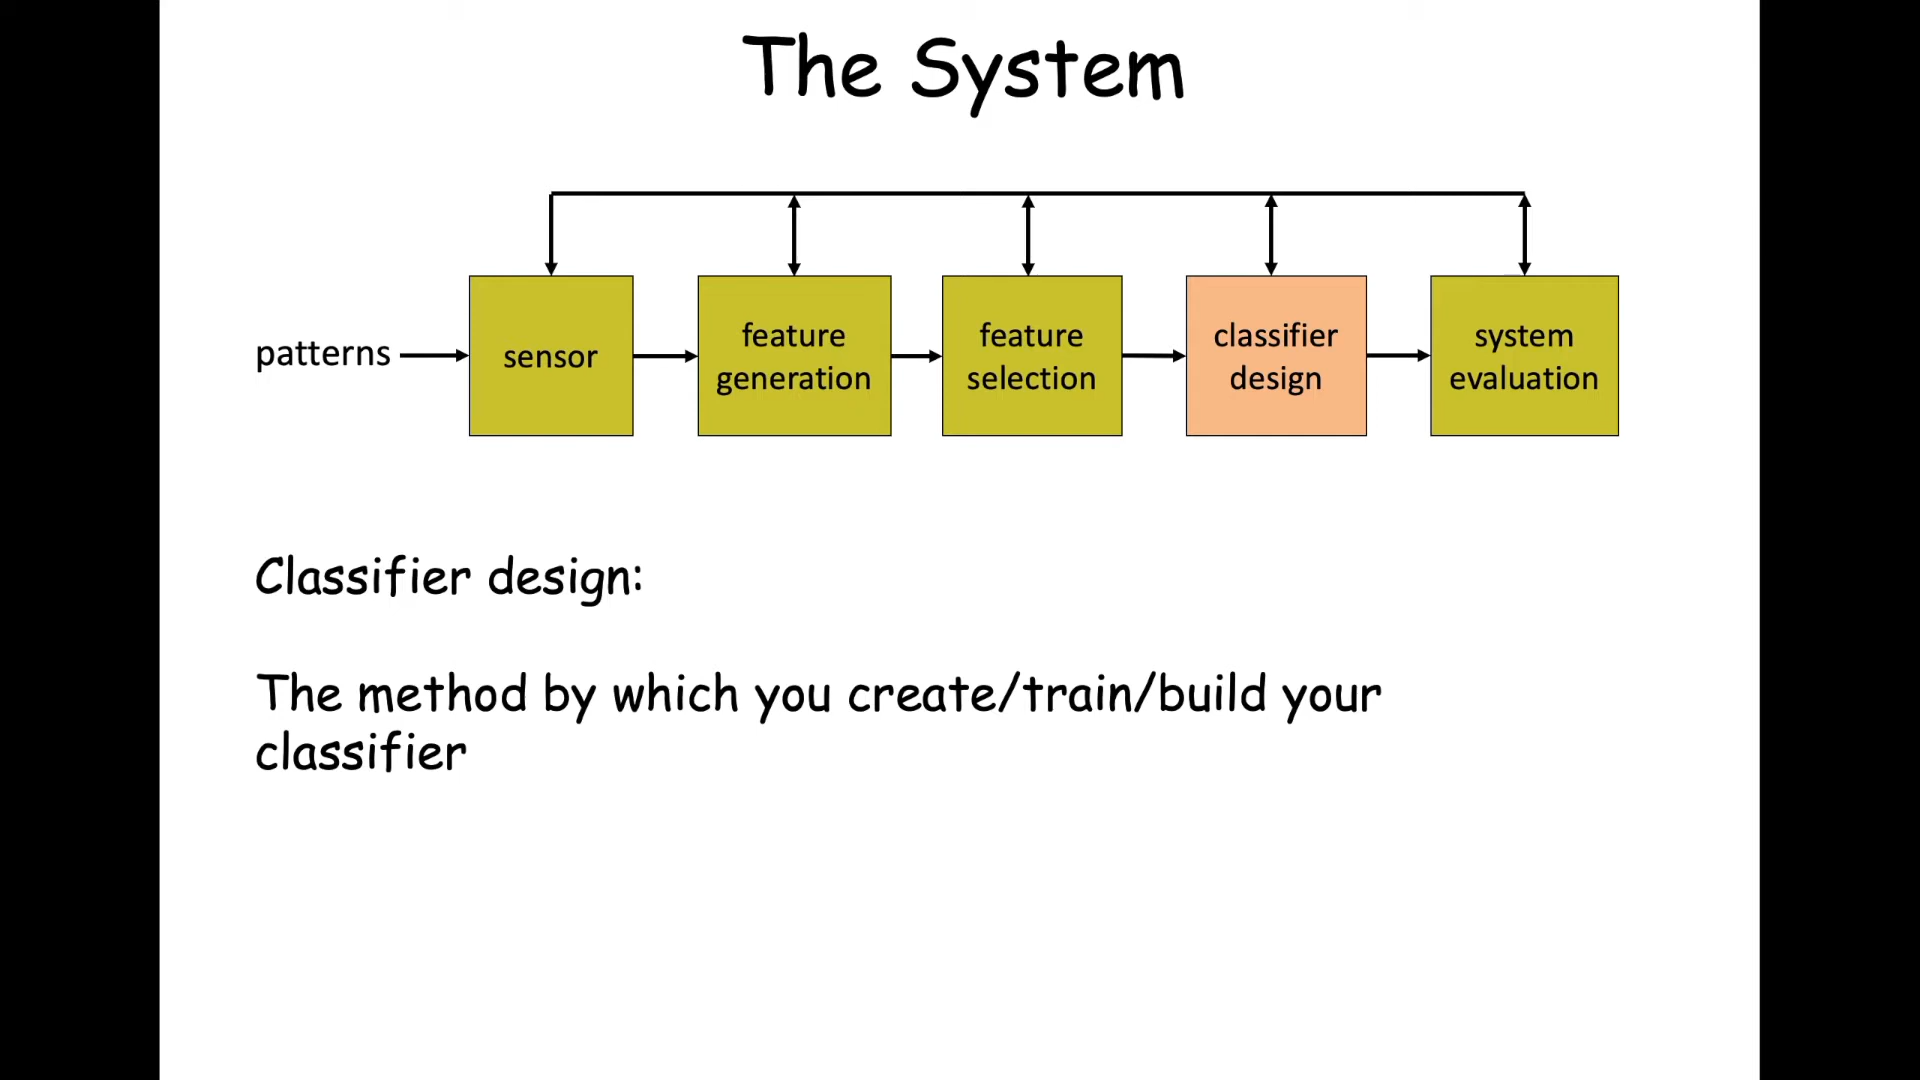 The System
patterns
sensor
feature
generation
feature
selection
classifier
design
system
evaluation
Classifier design:
The method by which you create/train/build your
classifier